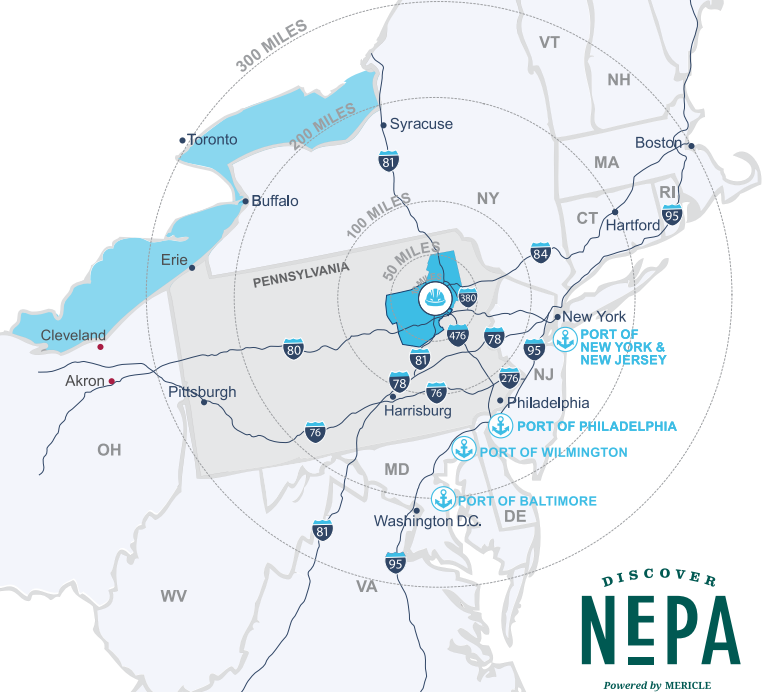 300 MILES
VT
NH
200 MILES
Toronto
Syracuse
Boston
81
MA
RI
Buffalo
100 MILES
NY
CT
95
Hartford
50 MILES
84
Erie
PENNSYLVANIA
380
New York
PORT OF
NEW YORK &
NEW JERSEY
Cleveland
476
78
80
95
81
NJ
Akron
78
76
276
Pittsburgh
Harrisburg
Philadelphia
76
PORT OF PHILADELPHIA
OH
PORT OF WILMINGTON
MD
PORT OF BALTIMORE
Washington D.C.
DE
81
95
VA
WV
DISCOVER
NEPA
Powered by MERICLE